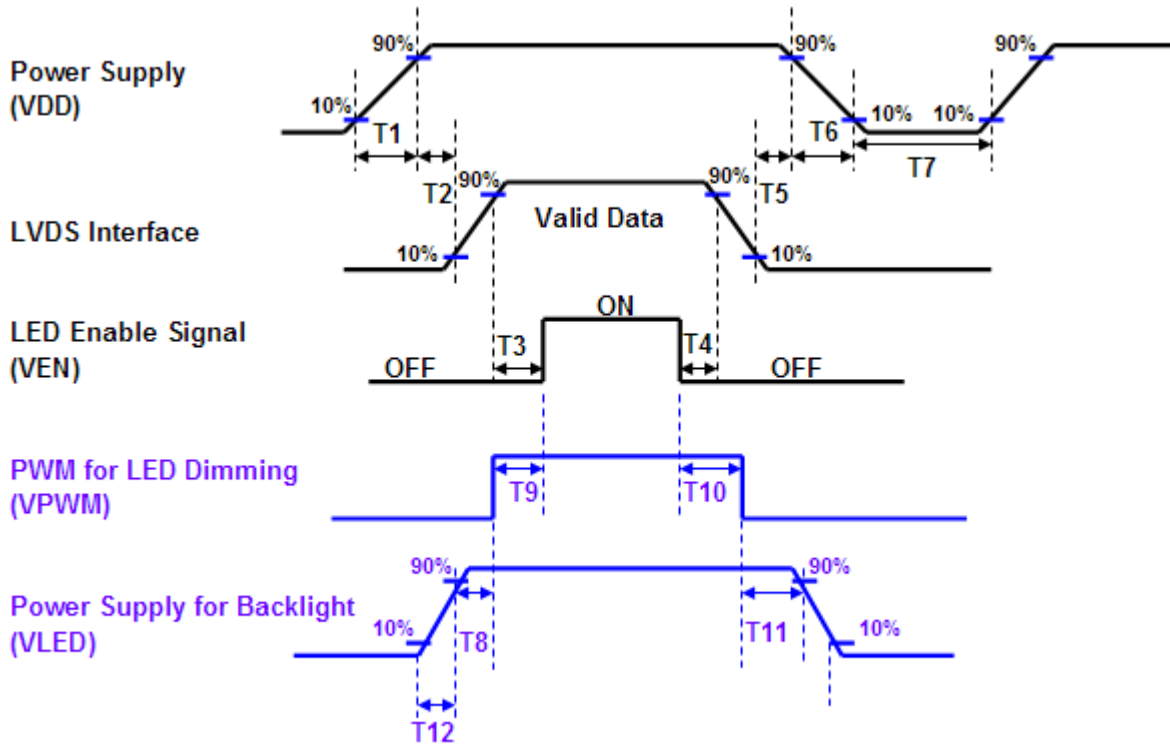 Power Supply
(VDD)
90%
10%
T1
90%
10%
T6
10%
90%
T7
LVDS Interface
T2
90%
10%
Valid Data
90%
T5
10%
LED Enable Signal
(VEN)
OFF
T3
ON
T4
OFF
PWM for LED Dimming
(VPWM)
T9
T10
Power Supply for Backlight
(VLED)
90%
10%
T8
T12
T11
90%
10%